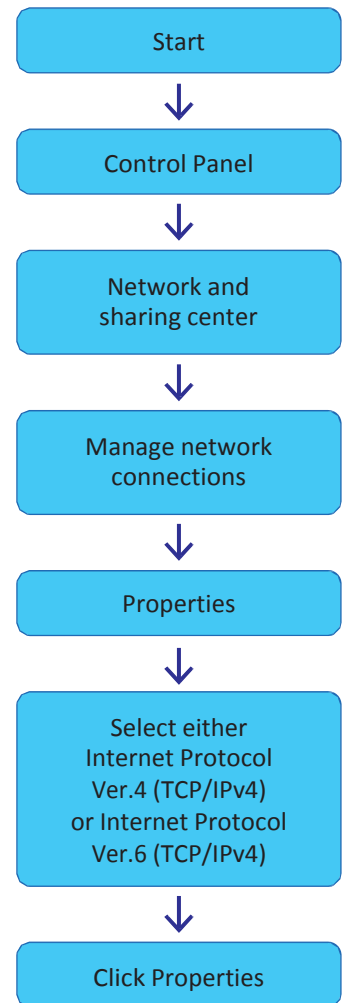 Start
Control Panel
Network and
sharing center
Manage network
connections
Properties
Select either
Internet Protocol
Ver.4 (TCP/IPv4)
or Internet Protocol
Ver.6 (TCP/IPv4)
Click Properties